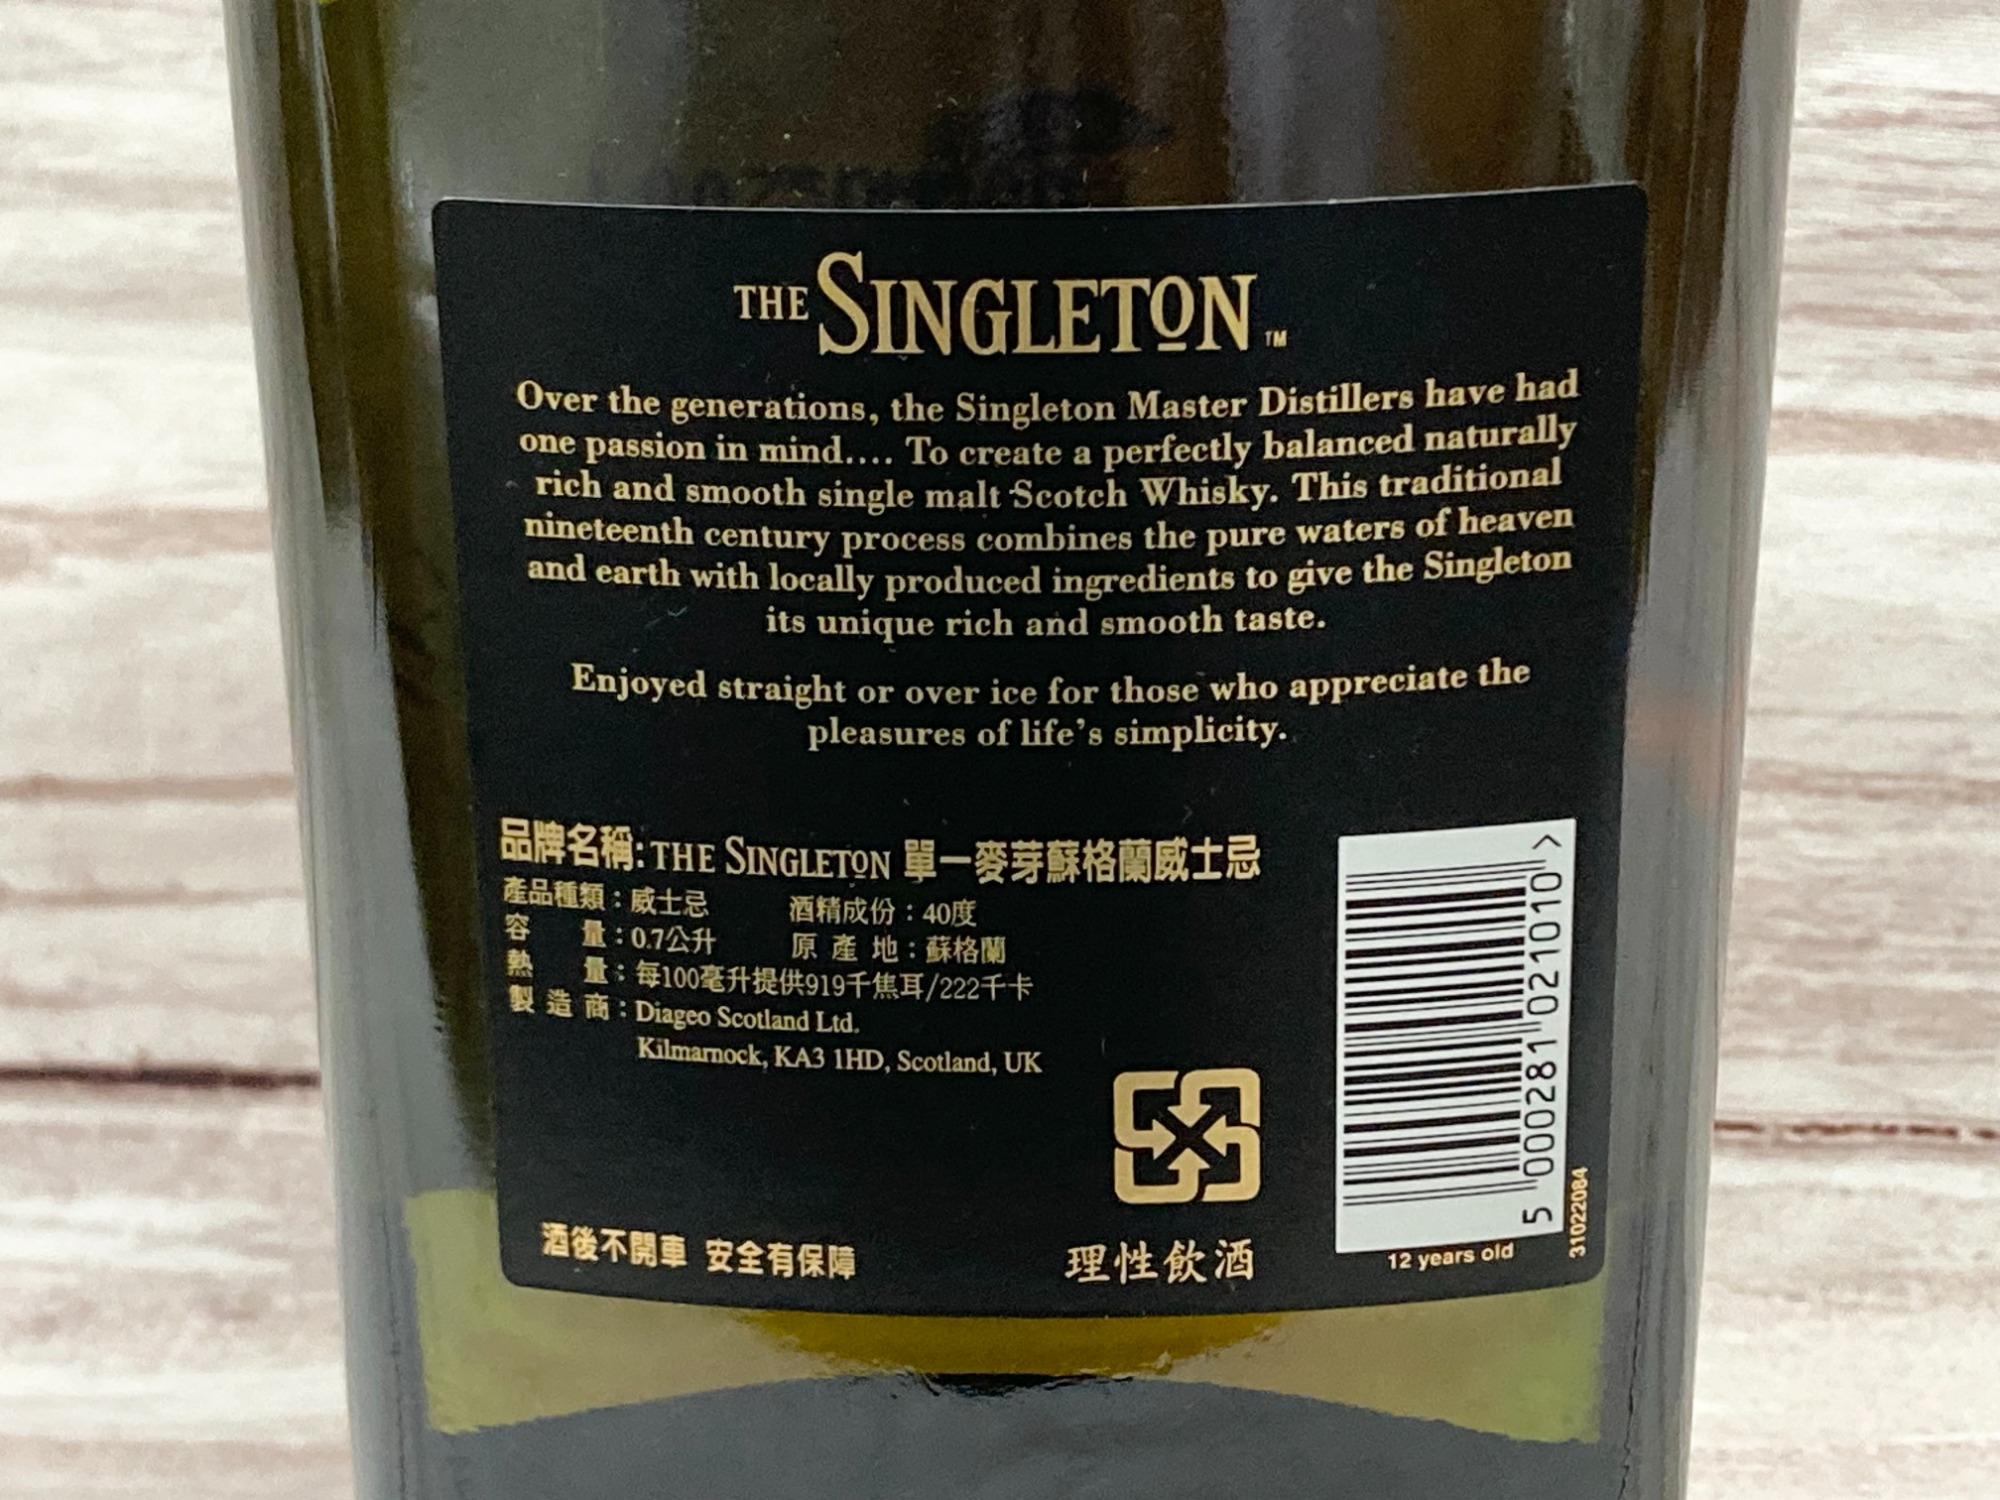 THE SINGLETON ™
Over the generations, the Singleton Master Distillers have had
one passion in mind.... To create a perfectly balanced naturally
rich and smooth single malt Scotch Whisky. This traditional
nineteenth century process combines the pure waters of heaven
and earth with locally produced ingredients to give the Singleton
its unique rich and smooth taste.
Enjoyed straight or over ice for those who appreciate the
pleasures of life's simplicity.
品牌名稱:THE SINGLETON 單一麥芽蘇格蘭威士忌
產品種類：威士忌 酒精成份：40度
容 量：0.7公升 原 產 地：蘇格蘭
熱 量：每100毫升提供919千焦耳/222千卡
製 造 商：Diageo Scotland Ltd.
Kilmarnock, KA3 1HD, Scotland, UK
酒後不開車 安全有保障
理性飲酒
5 000281 021010 >
12 years old
31022084